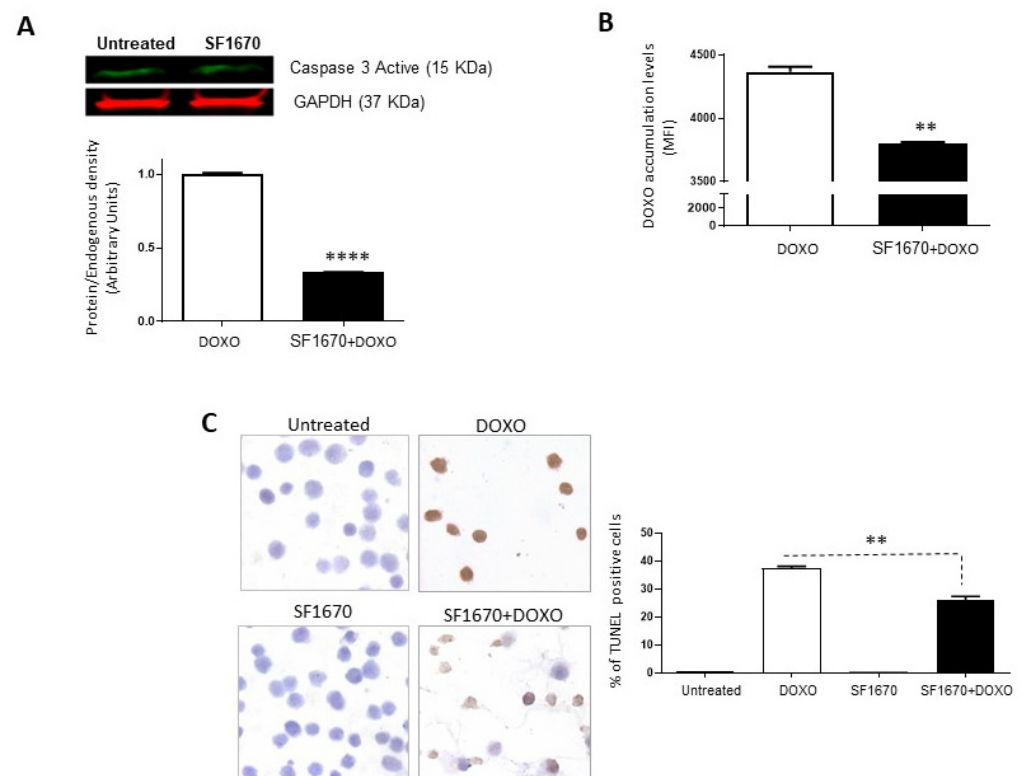 A
Untreated SF1670
Caspase 3 Active (15 KDa)
GAPDH (37 KDa)
Protein/Endogenous density
(Arbitrary Units)
1.0
0.5
0.0
****
DOXO SF1670+DOXO
B
DOXO accumulation levels
(MFI)
4500
4000
3500
2000
0
**
DOXO SF1670+DOXO
C
Untreated DOXO
SF1670 SF1670+DOXO
% of TUNEL positive cells
50
40
30
20
10
0
**
Untreated DOXO SF1670 SF1670+DOXO